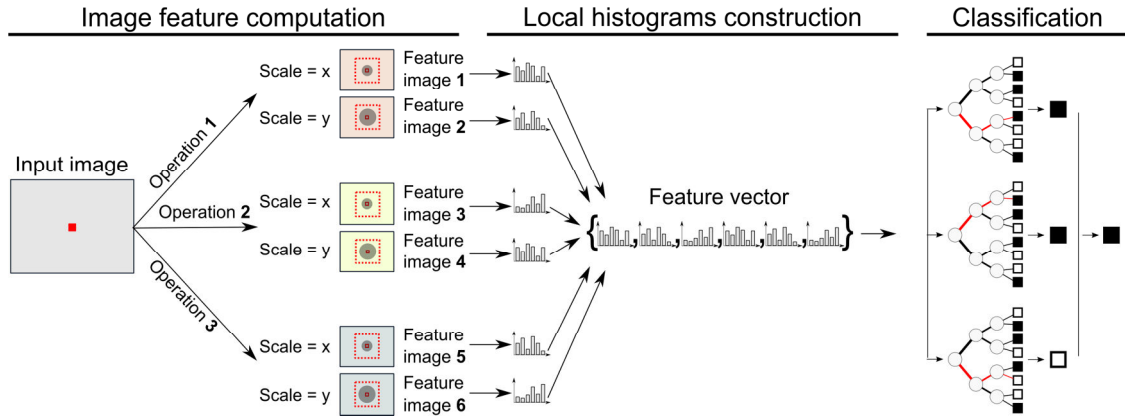 Image feature computation
Local histograms construction
Classification
Input image
Operation 1
Operation 2
Operation 3
Scale = x
Feature
image 1
Scale = y
Feature
image 2
Scale = x
Feature
image 3
Scale = y
Feature
image 4
Scale = x
Feature
image 5
Scale = y
Feature
image 6
Feature vector
{ , , , , , }